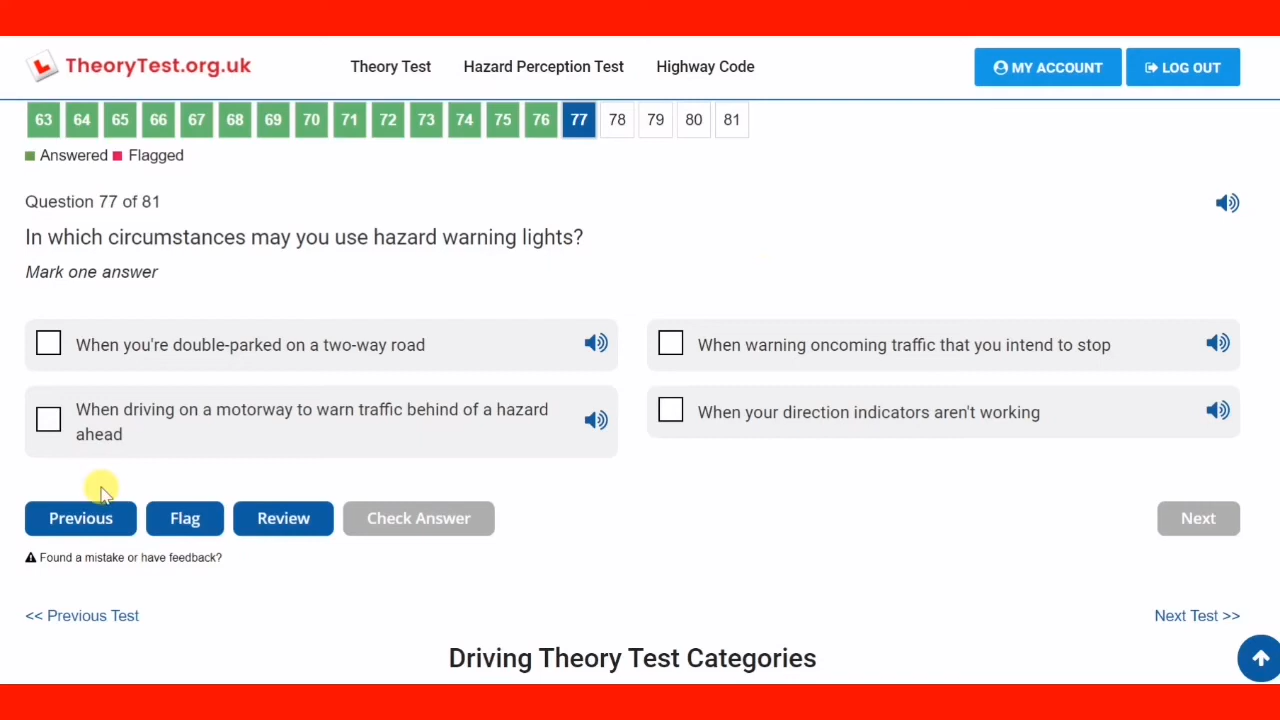 TheoryTest.org.uk
Theory Test
Hazard Perception Test
Highway Code
MY ACCOUNT
LOG OUT
63 64 65 66 67 68 69 70 71 72 73 74 75 76 77 78 79 80 81
Answered Flagged
Question 77 of 81
In which circumstances may you use hazard warning lights?
Mark one answer
When you're double-parked on a two-way road
When warning oncoming traffic that you intend to stop
When driving on a motorway to warn traffic behind of a hazard
ahead
When your direction indicators aren't working
Previous
Flag
Review
Check Answer
Next
Found a mistake or have feedback?
<< Previous Test
Next Test >>
Driving Theory Test Categories